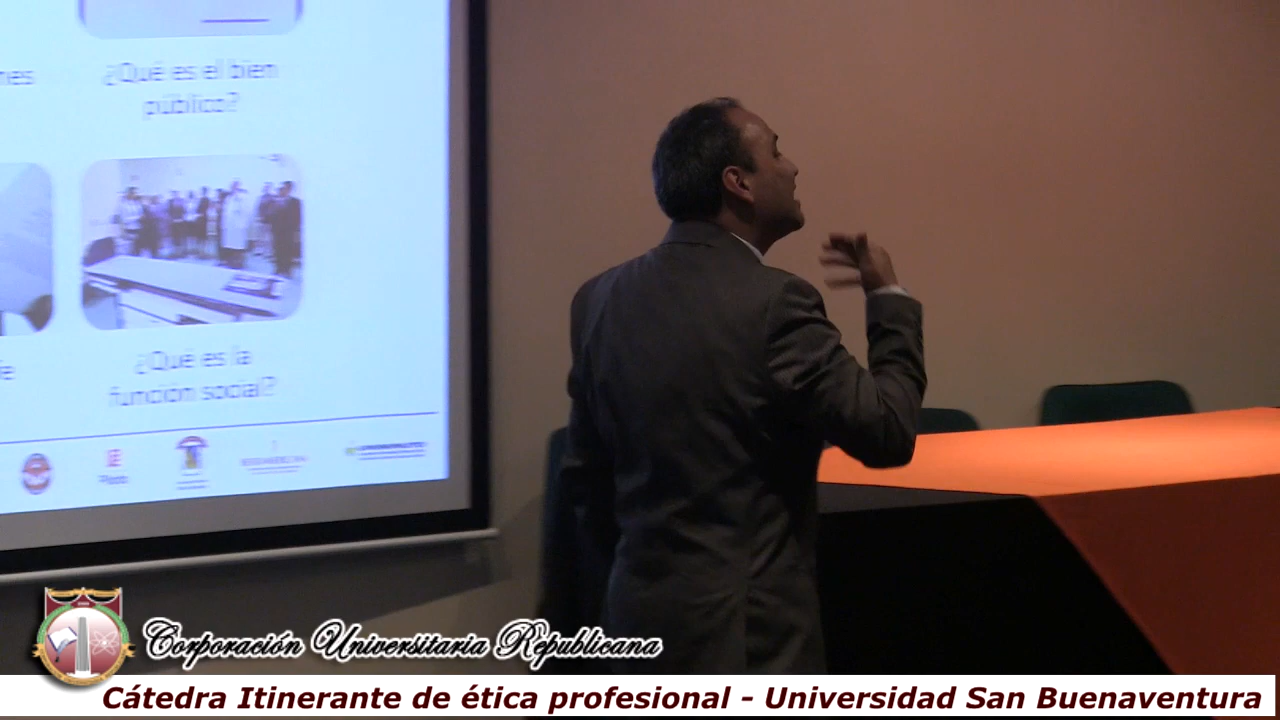 nes
¿Qué es el bien
público?
¿Qué es la
función social?
Corporación Universitaria Republicana
Cátedra Itinerante de ética profesional - Universidad San Buenaventura